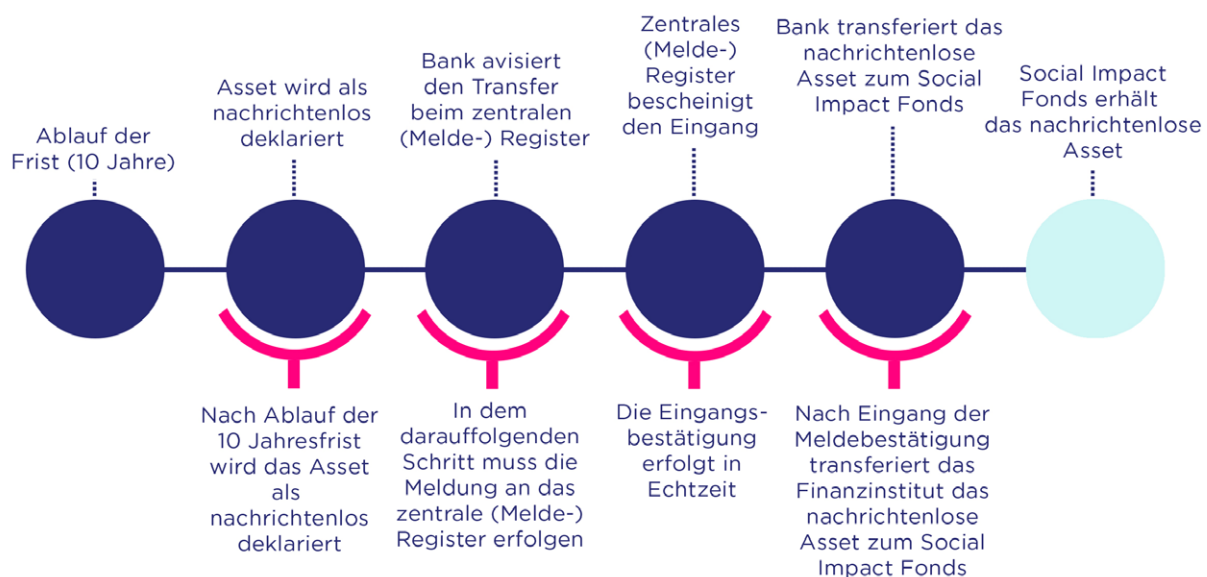 Ablauf der
Frist (10 Jahre)
Asset wird als
nachrichtenlos
deklariert
Bank avisiert
den Transfer
beim zentralen
(Melde-) Register
Zentrales
(Melde-)
Register
bescheinigt
den Eingang
Bank transferiert das
nachrichtenlose
Asset zum Social
Impact Fonds
Social Impact
Fonds erhält
das nachrichtenlose
Asset
Nach Ablauf der
10 Jahresfrist
wird das Asset
als
nachrichtenlos
deklariert
In dem
darauffolgenden
Schritt muss die
Meldung an das
zentrale (Melde-)
Register erfolgen
Die Eingangs-
bestätigung
erfolgt in
Echtzeit
Nach Eingang der
Meldebestätigung
transferiert das
Finanzinstitut das
nachrichtenlose
Asset zum Social
Impact Fonds